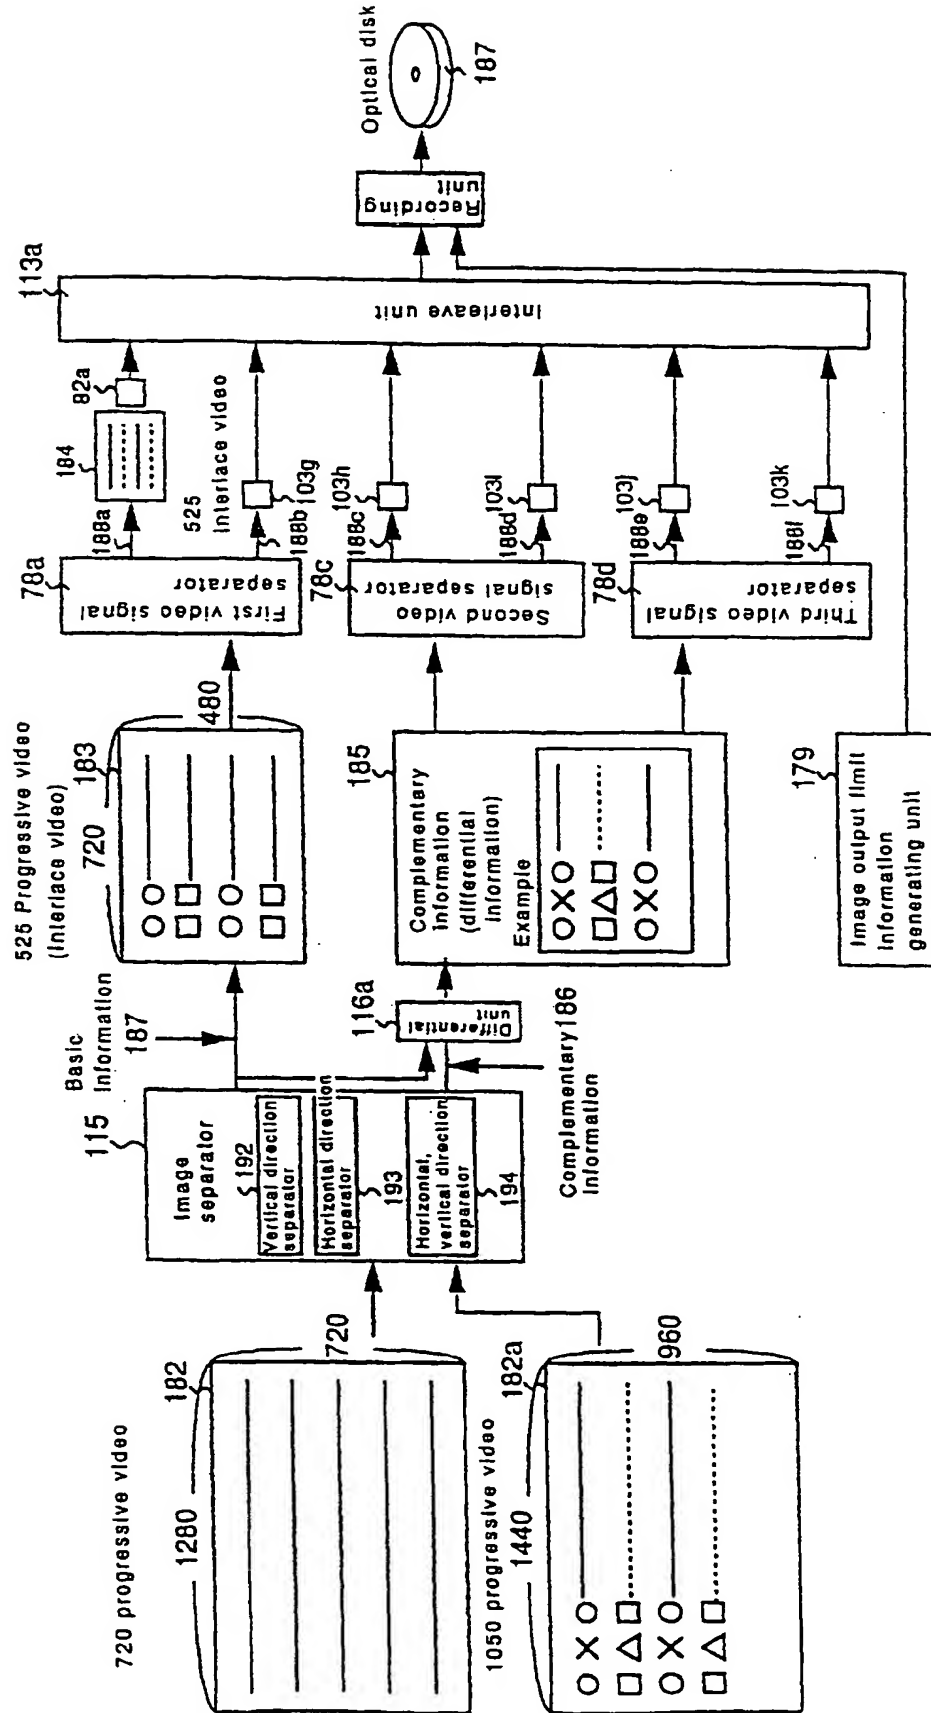 720 progressive video
1280
182
720
1050 progressive video
1440
182a
960
115
Image
separator
192
Vertical direction
separator
Horizontal direction
separator
193
Horizontal,
vertical direction
separator
194
Basic
Information
187
116a
Differential
unit
Complementary 186
Information
525 Progressive video
(Interlace video)
720
183
480
185
Complementary
Information
(differential
Information)
Example
179
Image output limit
Information
generating unit
78a
First video signal
separator
78c
Second video
signal separator
78d
Third video signal
separator
188a
184
82a
525
Interlace video
188b
103g
188c
103h
188d
103i
188e
103j
188f
103k
113a
Interleave unit
Recording
unit
Optical disk
187